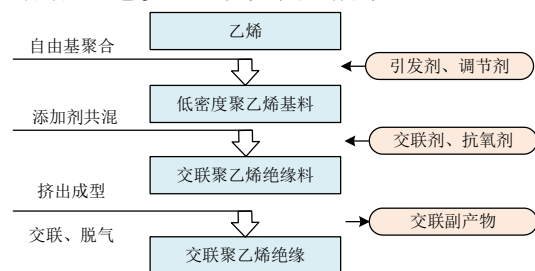 乙烯
自由基聚合
引发剂、调节剂
低密度聚乙烯基料
添加剂共混
交联剂、抗氧剂
交联聚乙烯绝缘料
挤出成型
交联副产物
交联、脱气
交联聚乙烯绝缘